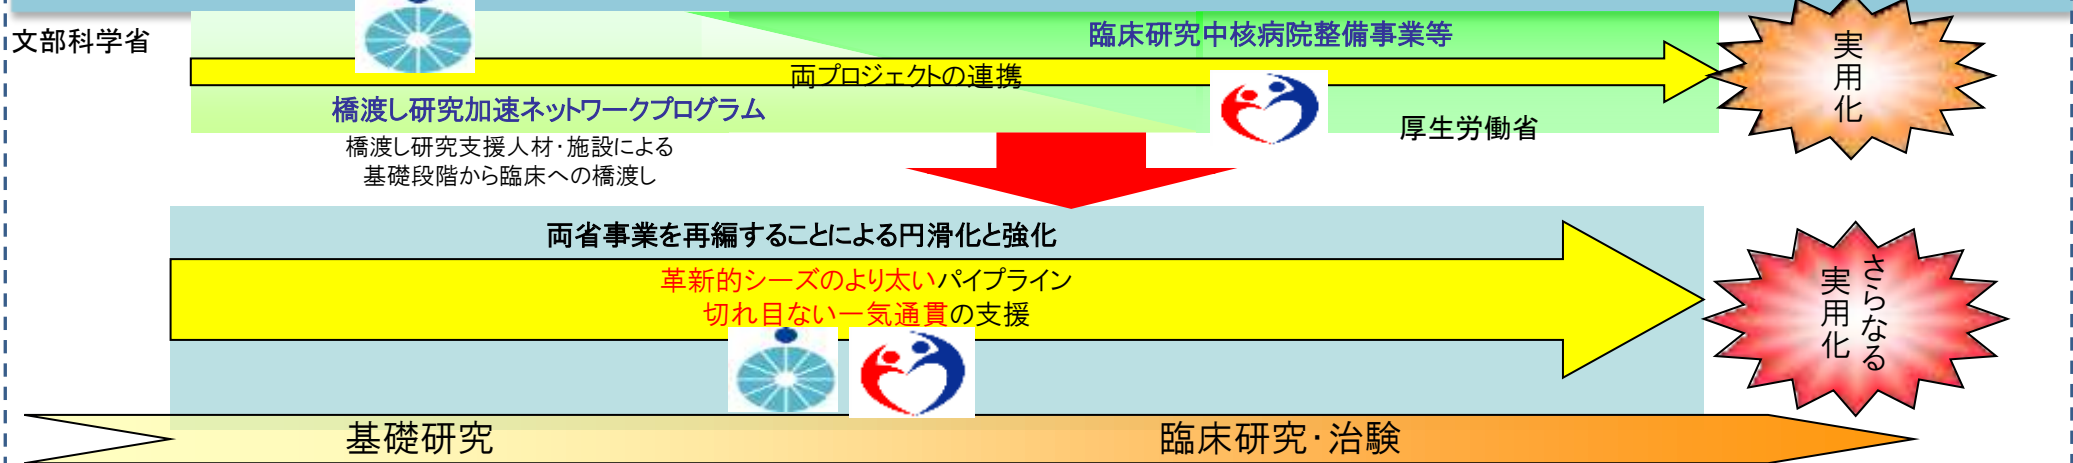 文部科学省
臨床研究中核病院整備事業等
実用化
両プロジェクトの連携
橋渡し研究加速ネットワークプログラム
厚生労働省
橋渡し研究支援人材・施設による
基礎段階から臨床への橋渡し
両省事業を再編することによる円滑化と強化
革新的シーズのより太いパイプライン
切れ目ない一気通貫の支援
さらなる
実用化
基礎研究
臨床研究・治験